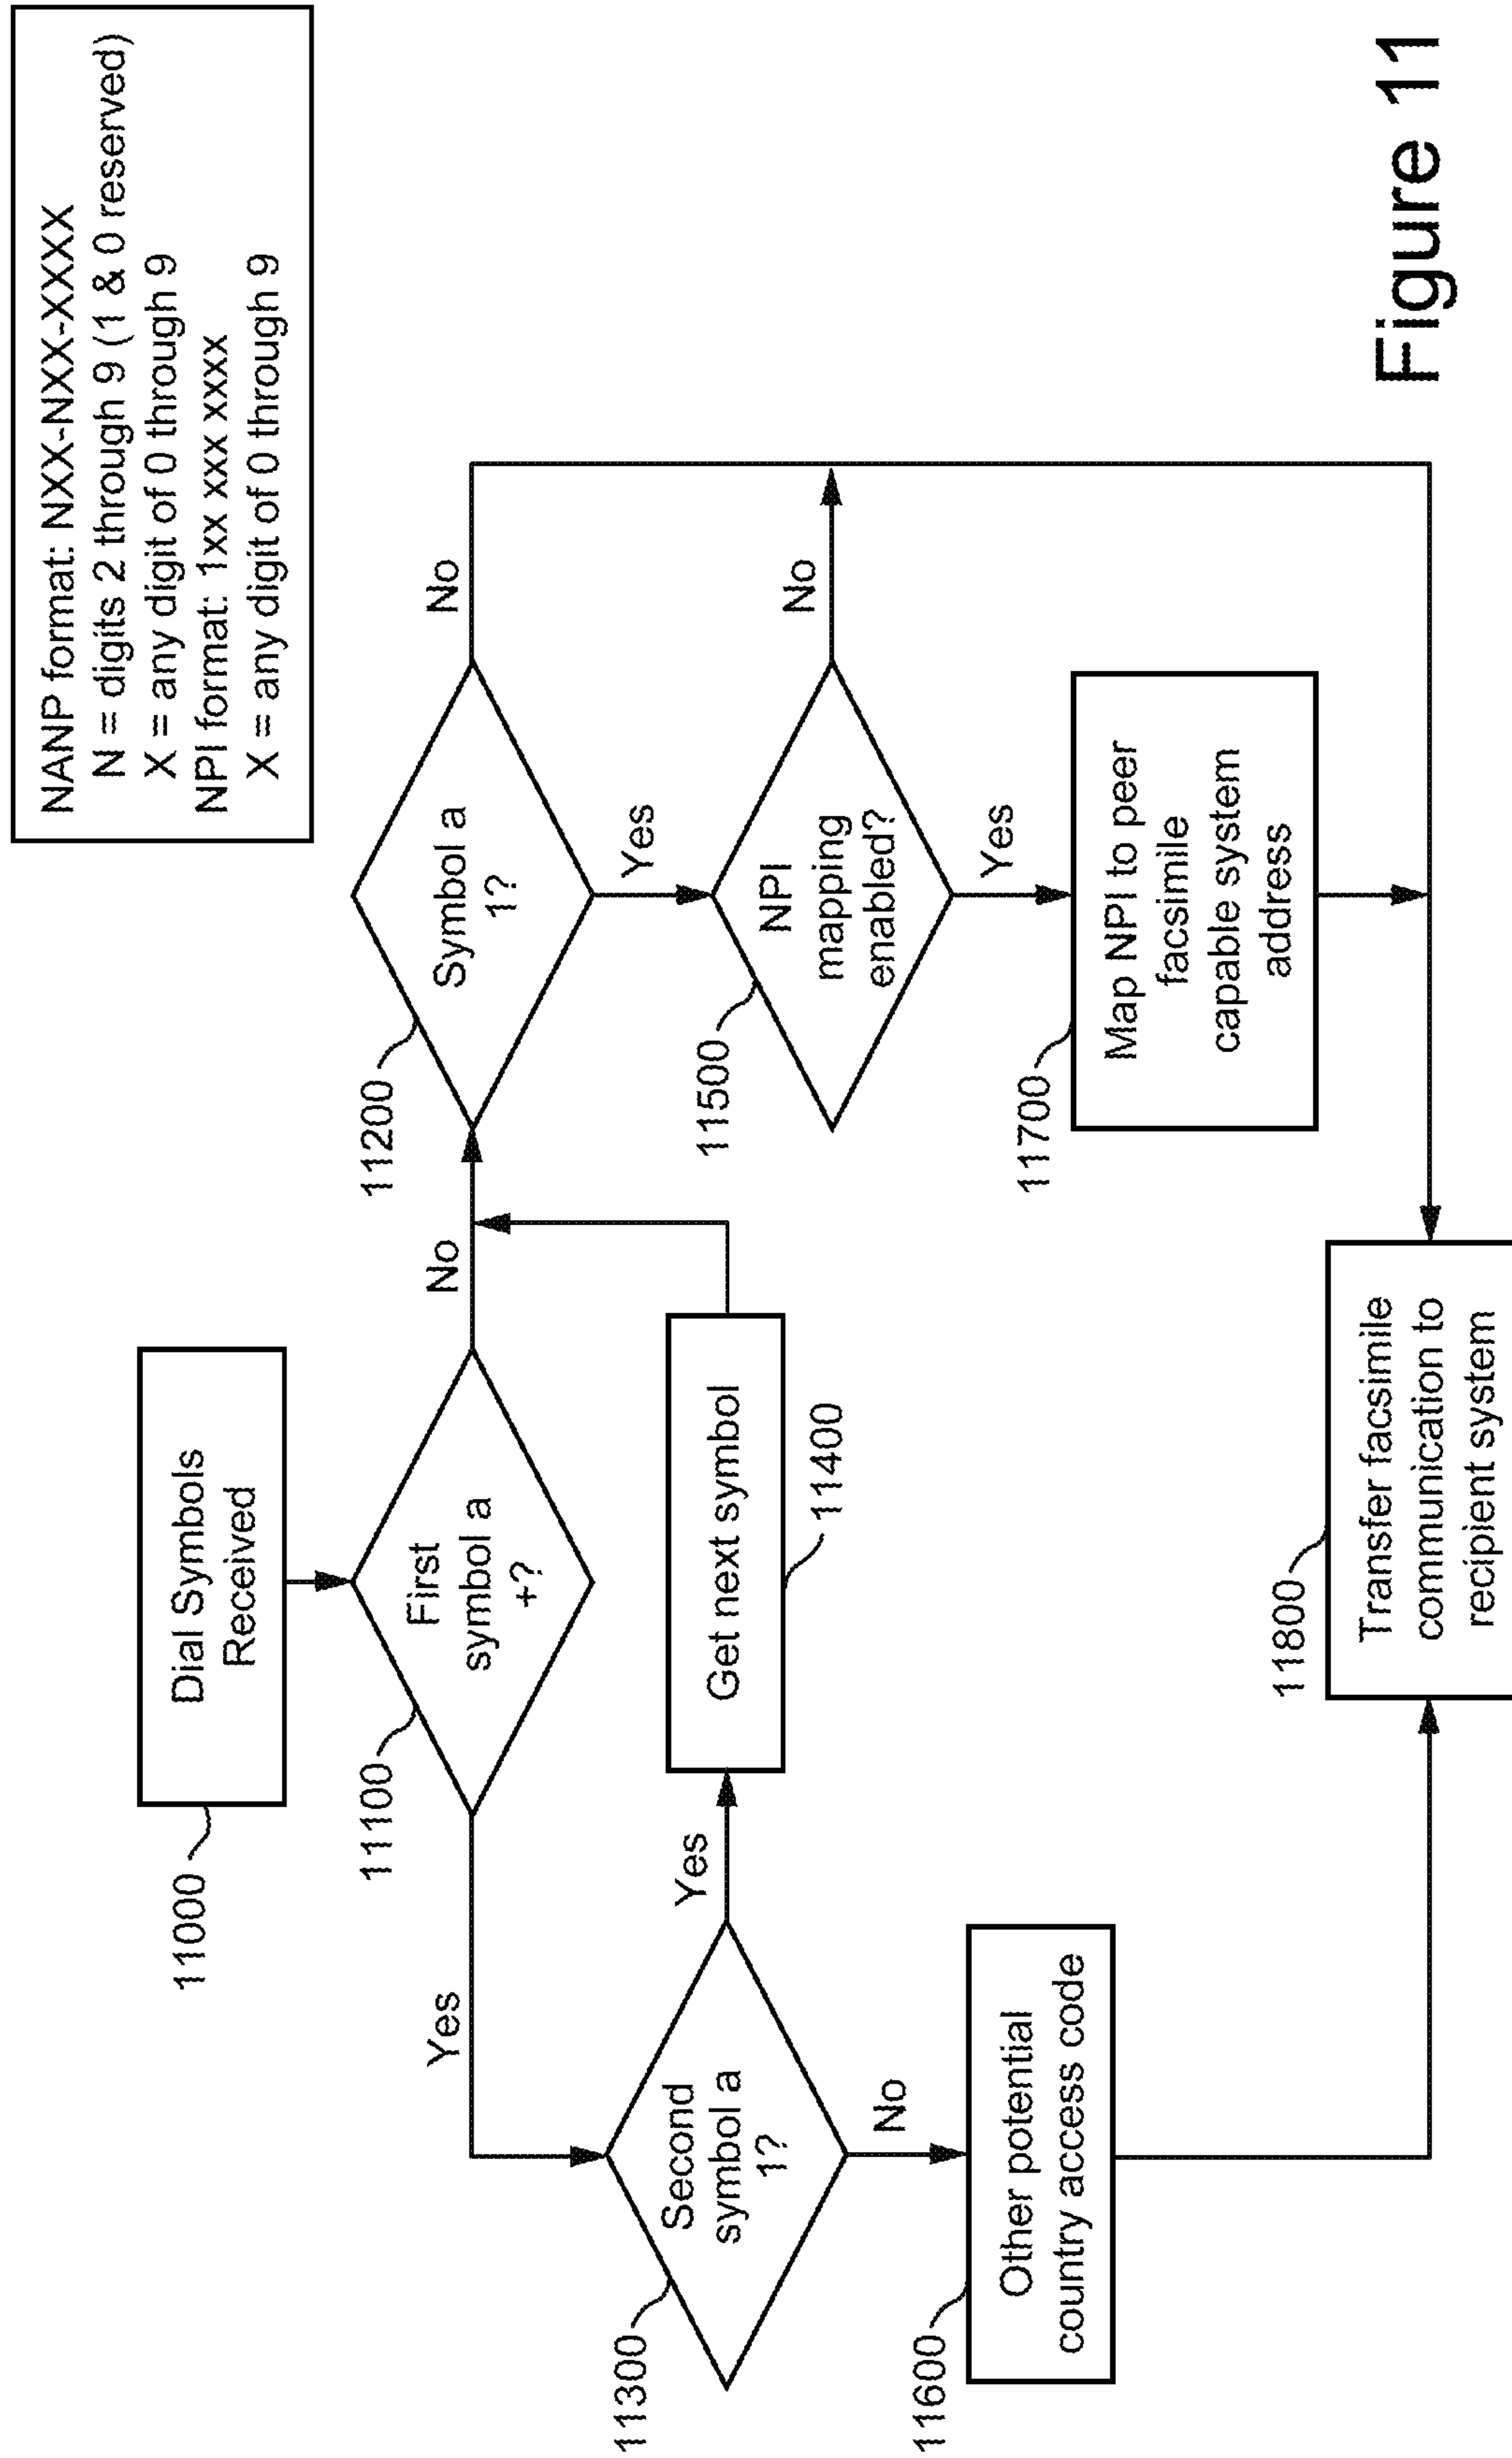 NANP format: NXX-NXX-XXXX
N = digits 2 through 9 (1 & 0 reserved)
X = any digit of 0 through 9
NPI format: 1xx xxx xxxx
X = any digit of 0 through 9
11000
Dial Symbols
Received
11100
First
symbol a
+?
Yes
No
11200
Symbol a
1?
No
Yes
11300
Second
symbol a
1?
Yes
No
Get next symbol
11400
11500
NPI
mapping
enabled?
No
Yes
11600
Other potential
country access code
11700
Map NPI to peer
facsimile
capable system
address
11800
Transfer facsimile
communication to
recipient system
Figure 11